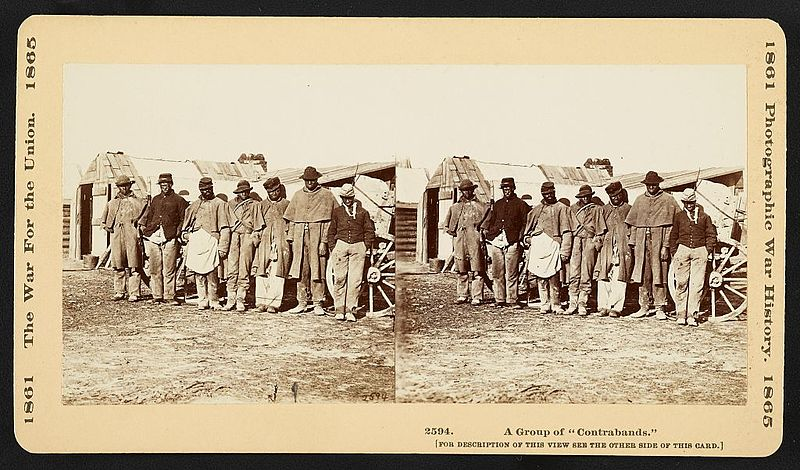 1861 The War For the Union. 1865
1861 Photographic War History. 1865
2594
2594. A Group of "Contrabands."
[FOR DESCRIPTION OF THIS VIEW SEE THE OTHER SIDE OF THIS CARD.]